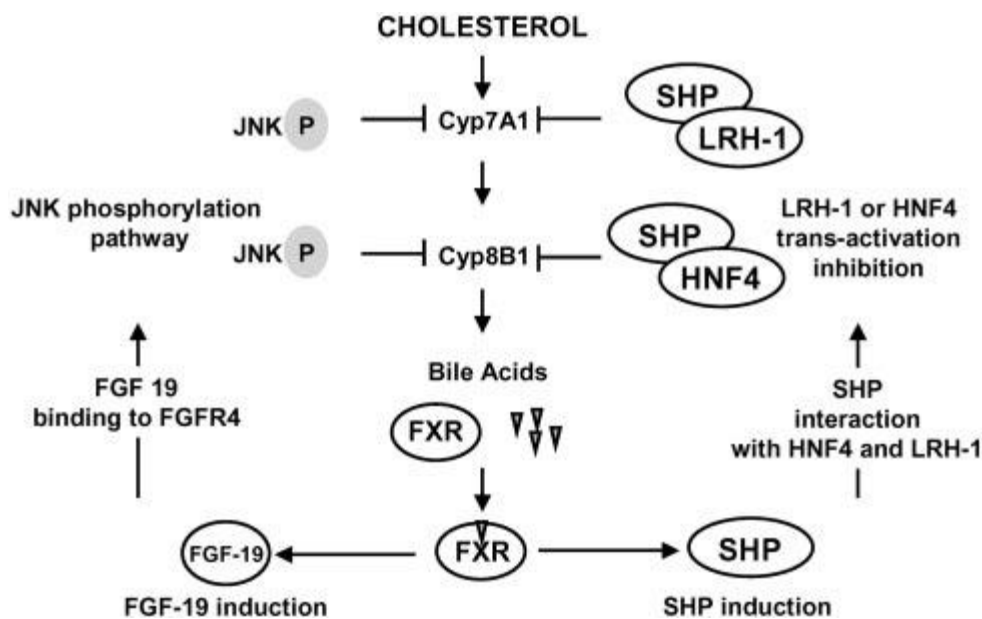 CHOLESTEROL
JNK P
Cyp7A1
SHP
LRH-1
JNK phosphorylation
pathway
JNK P
Cyp8B1
SHP
HNF4
LRH-1 or HNF4
trans-activation
inhibition
Bile Acids
FXR
FGF 19
binding to FGFR4
SHP
interaction
with HNF4 and LRH-1
FGF-19
FXR
SHP
FGF-19 induction
SHP induction